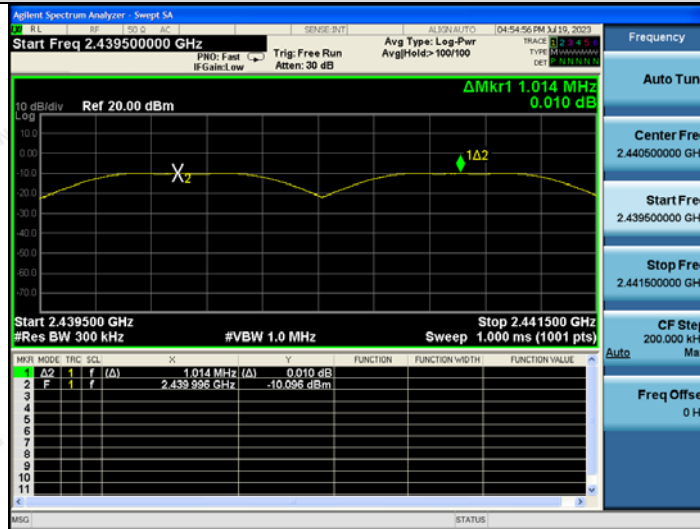 Agilent Spectrum Analyzer - Swept SA
RL RF 50 Ω AC SENSE:INT ALIGN AUTO 04:54:56 PM Jul 19, 2023
Start Freq 2.439500000 GHz
PNO: Fast
IFGain:Low
Trig: Free Run
Atten: 30 dB
Avg Type: Log-Pwr
Avg|Hold:> 100/100
TRACE 1 2 3 4 5 6
TYPE M
DET P N N N N N
Frequency
Auto Tun
ΔMkr1 1.014 MHz
0.010 dB
10 dB/div Ref 20.00 dBm
Log
10.0
0.00
-10.0
-20.0
-30.0
-40.0
-50.0
-60.0
-70.0
X2
1Δ2
Center Fre
2.440500000 GH
Start Fre
2.439500000 GH
Stop Fre
2.441500000 GH
CF Ste
200.000 kH
Auto Ma
Freq Offse
0 H
Start 2.439500 GHz Stop 2.441500 GHz
#Res BW 300 kHz #VBW 1.0 MHz Sweep 1.000 ms (1001 pts)
MKR MODE TRC SCL X Y FUNCTION FUNCTION WIDTH FUNCTION VALUE
1 Δ2 1 f (Δ) 1.014 MHz (Δ) 0.010 dB
2 F 1 f 2.439 996 GHz -10.096 dBm
3
4
5
6
7
8
9
10
11
MSG STATUS